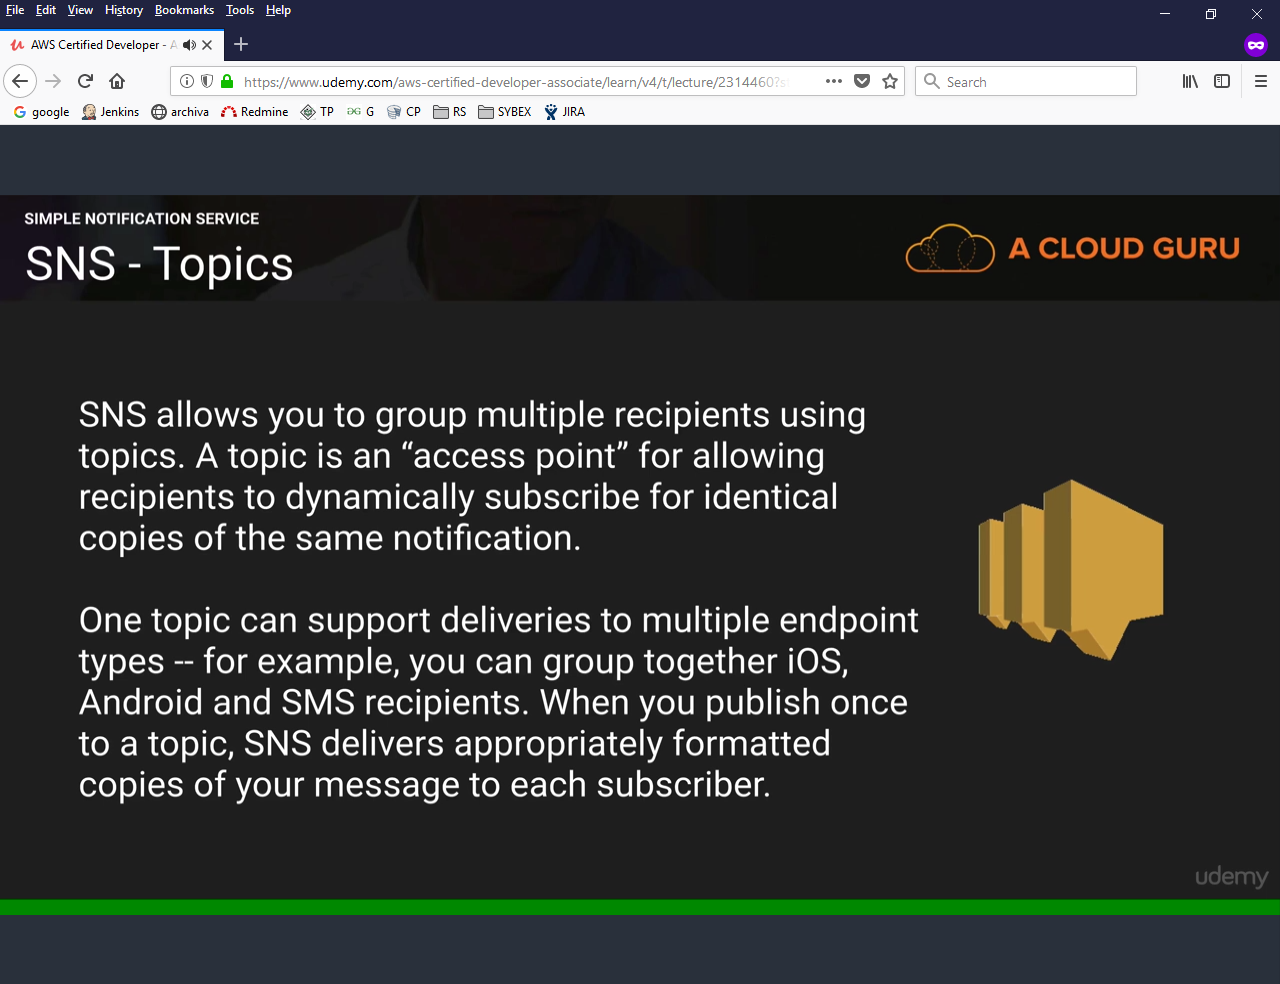 File Edit View History Bookmarks Tools Help
AWS Certified Developer - A
https://www.udemy.com/aws-certified-developer-associate/learn/v4/t/lecture/2314460?s
Search
google Jenkins archiva Redmine TP G CP RS SYBEX JIRA
SIMPLE NOTIFICATION SERVICE
SNS - Topics
A CLOUD GURU
SNS allows you to group multiple recipients using
topics. A topic is an “access point” for allowing
recipients to dynamically subscribe for identical
copies of the same notification.
One topic can support deliveries to multiple endpoint
types -- for example, you can group together iOS,
Android and SMS recipients. When you publish once
to a topic, SNS delivers appropriately formatted
copies of your message to each subscriber.
udemy